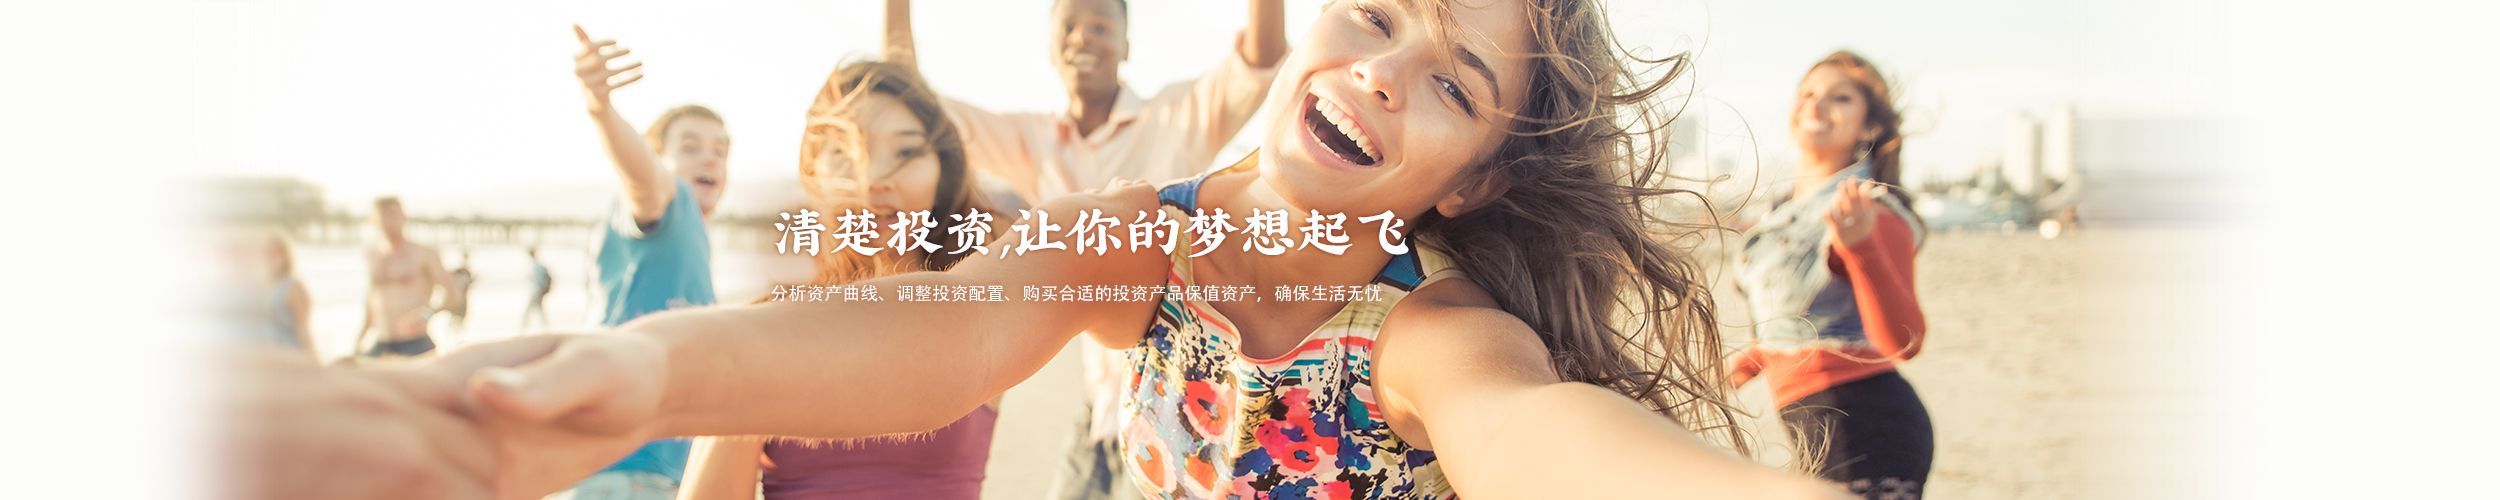 清楚投资,让你的梦想起飞
分析资产曲线、调整投资配置、购买合适的投资产品保值资产，确保生活无忧